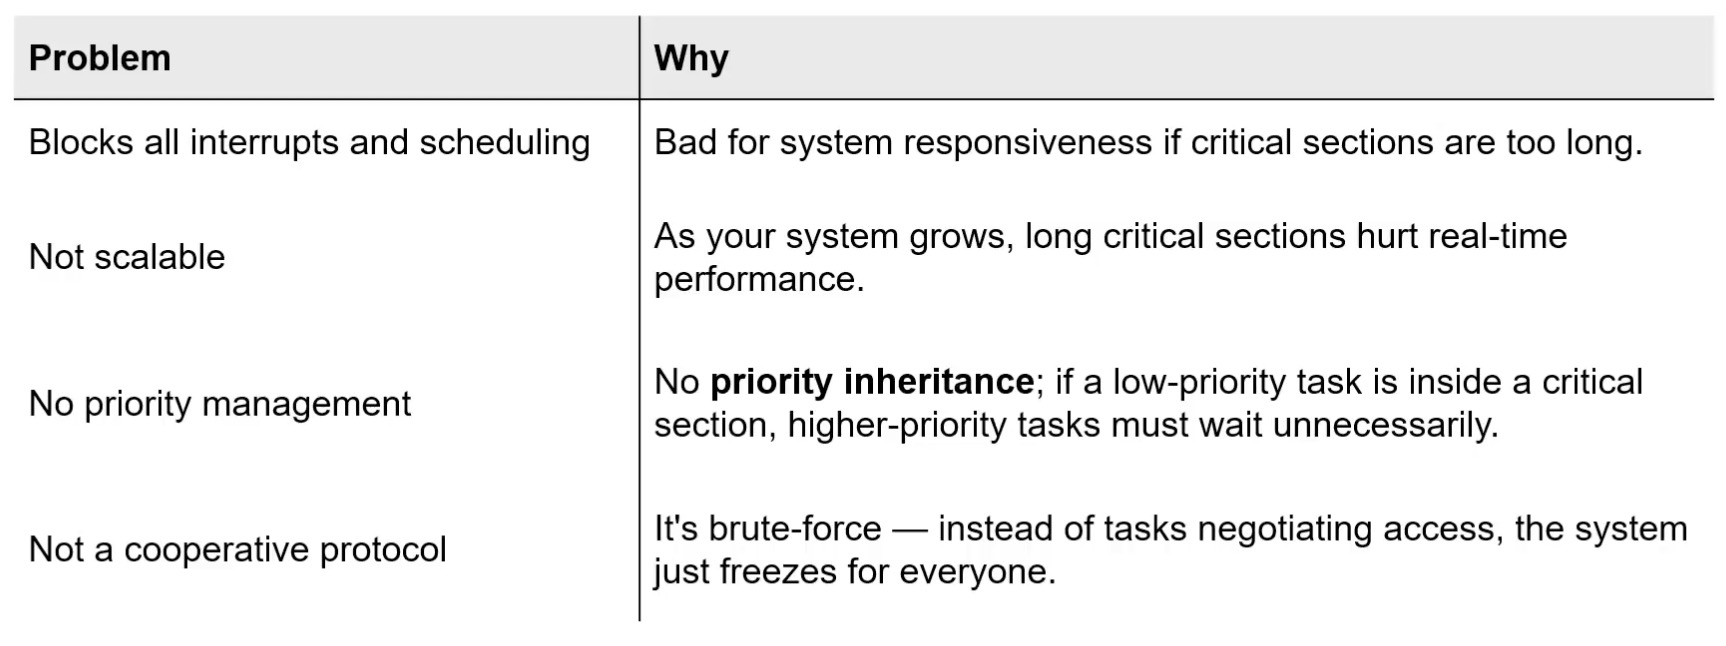 Problem
Why
Blocks all interrupts and scheduling
Bad for system responsiveness if critical sections are too long.
Not scalable
As your system grows, long critical sections hurt real-time
performance.
No priority management
No priority inheritance; if a low-priority task is inside a critical
section, higher-priority tasks must wait unnecessarily.
Not a cooperative protocol
It's brute-force — instead of tasks negotiating access, the system
just freezes for everyone.